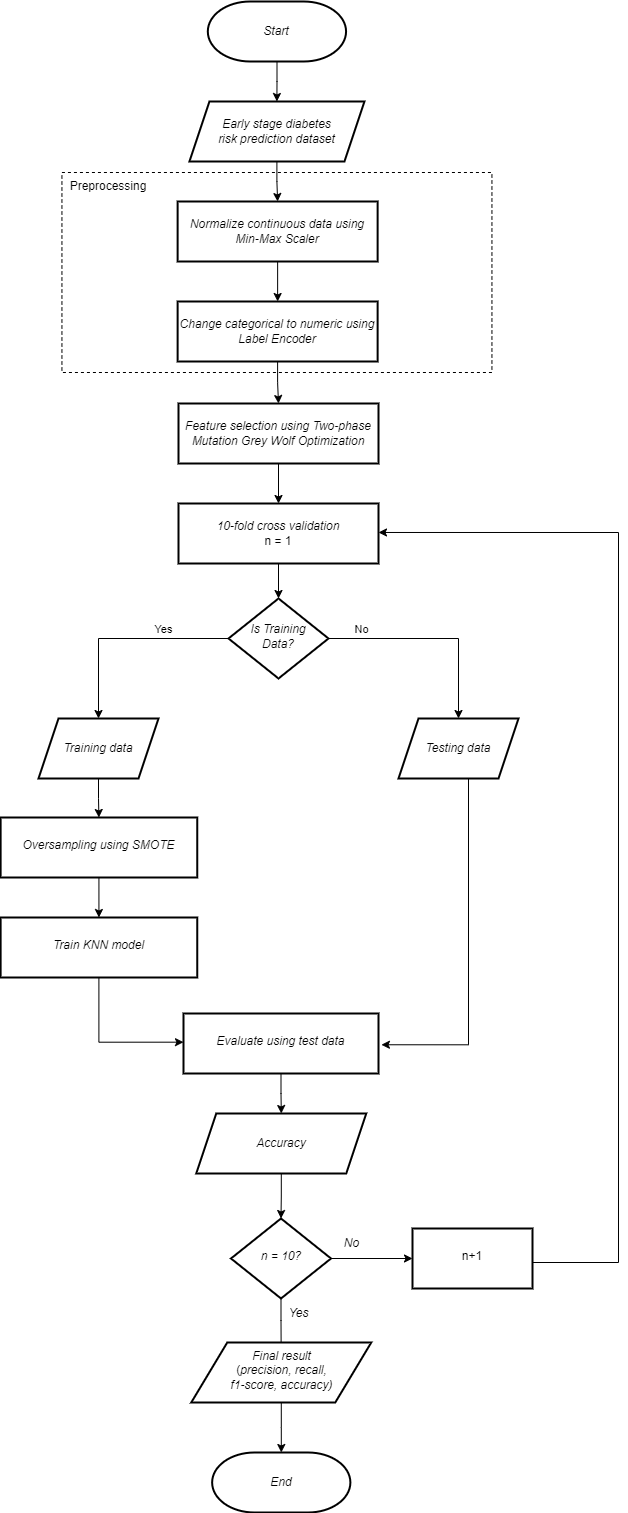 Start
Early stage diabetes
risk prediction dataset
Preprocessing
Normalize continuous data using
Min-Max Scaler
Change categorical to numeric using
Label Encoder
Feature selection using Two-phase
Mutation Grey Wolf Optimization
10-fold cross validation
n = 1
Is Training
Data?
Yes
No
Training data
Testing data
Oversampling using SMOTE
Train KNN model
Evaluate using test data
Accuracy
n = 10?
No
n+1
Yes
Final result
(precision, recall,
f1-score, accuracy)
End